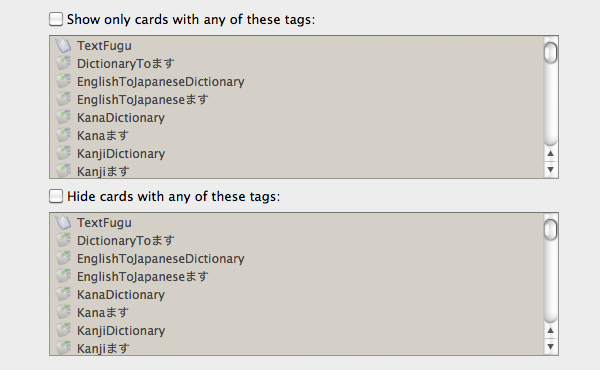 Show only cards with any of these tags:
TextFugu
DictionaryToます
EnglishToJapaneseDictionary
EnglishToJapaneseます
KanaDictionary
Kanaます
KanjiDictionary
Kanjiます
Hide cards with any of these tags:
TextFugu
DictionaryToます
EnglishToJapaneseDictionary
EnglishToJapaneseます
KanaDictionary
Kanaます
KanjiDictionary
Kanjiます